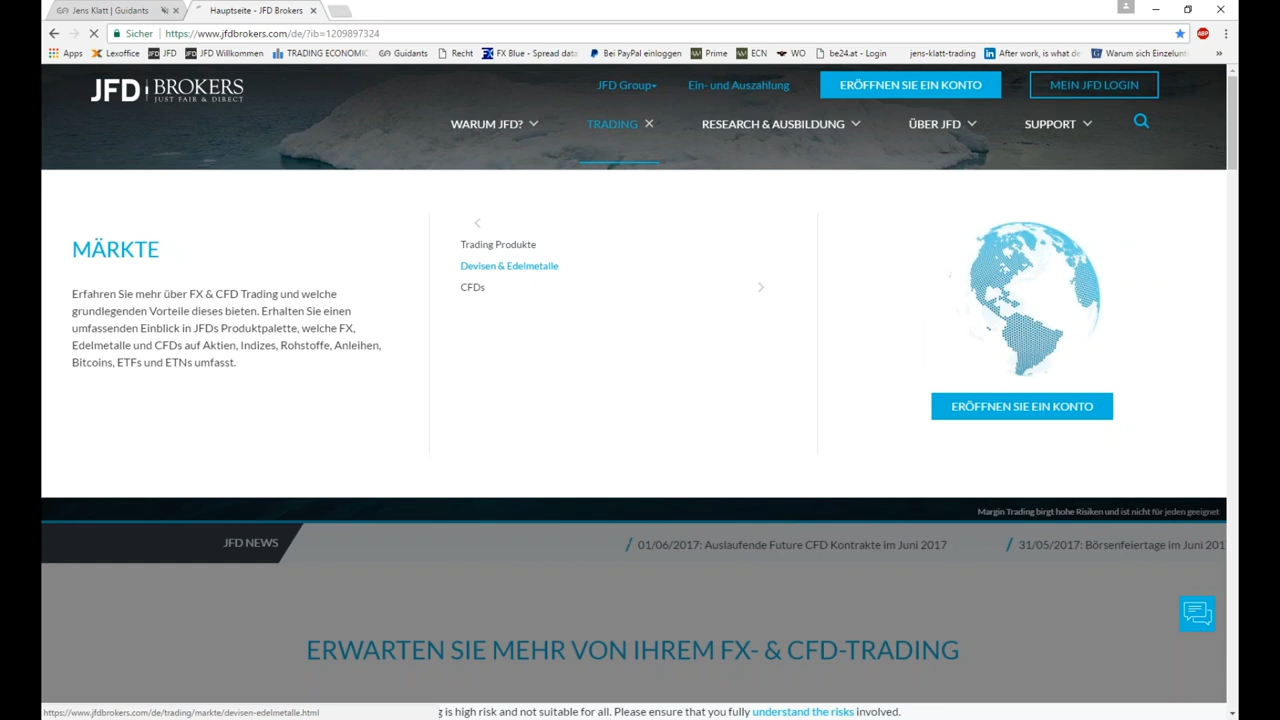 Jens Klatt | Guidants
Hauptseite - JFD Brokers
Sicher
https://www.jfdbrokers.com/de/?ib=1209897324
Apps
Lexoffice
JFD
JFD Willkommen
TRADING ECONOMIC
Guidants
Recht
FX Blue - Spread data
Bei PayPal einloggen
Prime
ECN
WO
be24.at - Login
jens-klatt-trading
After work, is what de
Warum sich Einzelunt
JFD | BROKERS
JUST FAIR & DIRECT
JFD Group
Ein- und Auszahlung
ERÖFFNEN SIE EIN KONTO
MEIN JFD LOGIN
WARUM JFD?
TRADING
RESEARCH & AUSBILDUNG
ÜBER JFD
SUPPORT
MÄRKTE
Erfahren Sie mehr über FX & CFD Trading und welche
grundlegenden Vorteile dieses bieten. Erhalten Sie einen
umfassenden Einblick in JFDs Produktpalette, welche FX,
Edelmetalle und CFDs auf Aktien, Indizes, Rohstoffe, Anleihen,
Bitcoins, ETFs und ETNs umfasst.
Trading Produkte
Devisen & Edelmetalle
CFDs
ERÖFFNEN SIE EIN KONTO
Margin Trading birgt hohe Risiken und ist nicht für jeden geeignet
JFD NEWS
/ 01/06/2017: Auslaufende Future CFD Kontrakte im Juni 2017
/ 31/05/2017: Börsenfeiertage im Juni 201
ERWARTEN SIE MEHR VON IHREM FX- & CFD-TRADING
https://www.jfdbrokers.com/de/trading/markte/devisen-edelmetalle.html
g is high risk and not suitable for all. Please ensure that you fully understand the risks involved.